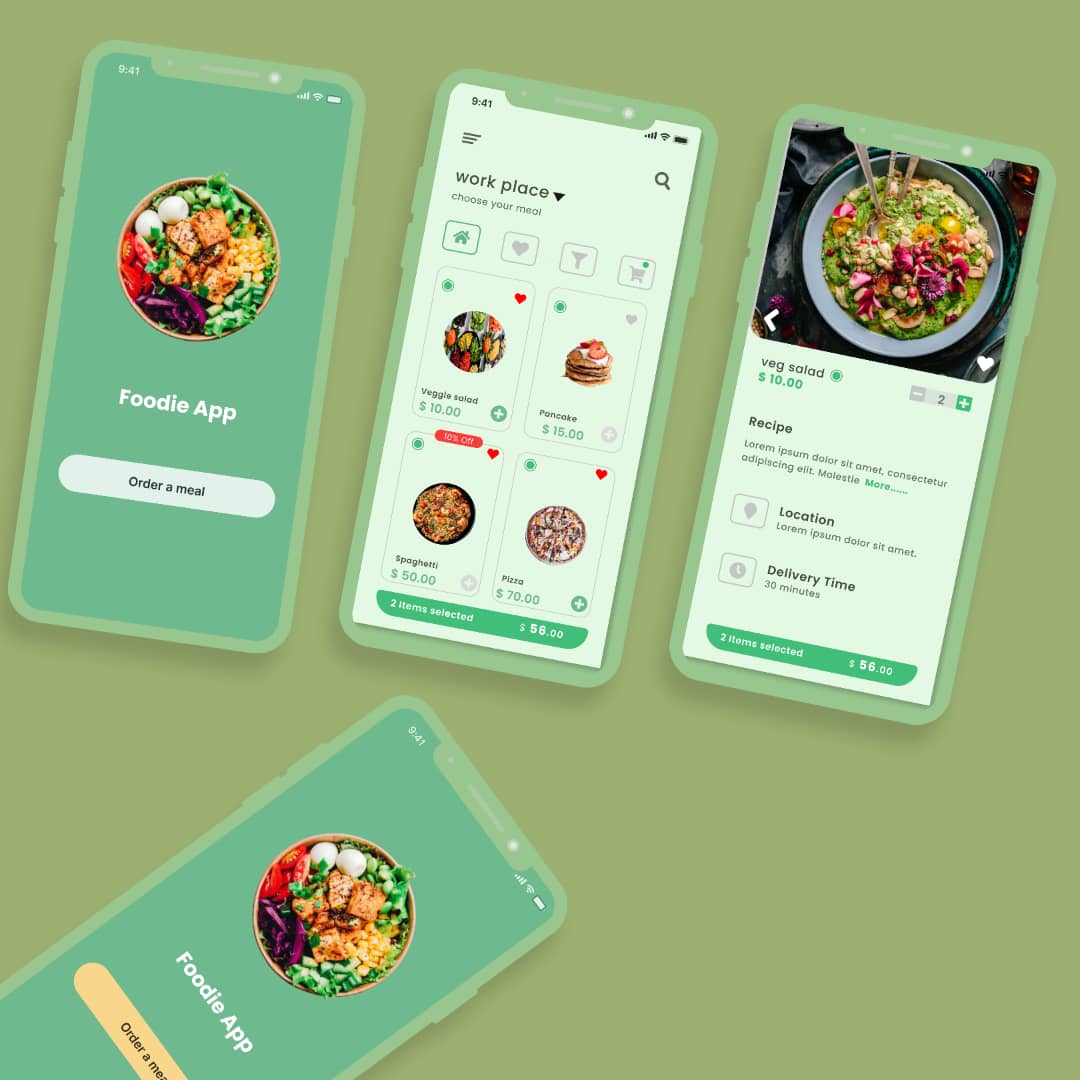 9:41
Foodie App
Order a meal
9:41
work place
choose your meal
Veggie salad
$ 10.00
Pancake
$ 15.00
10% Off
Spaghetti
$ 50.00
Pizza
$ 70.00
2 Items selected
$ 56.00
veg salad
$ 10.00
2
Recipe
Lorem ipsum dolor sit amet, consectetur
adipiscing elit. Molestie More......
Location
Lorem ipsum dolor sit amet.
Delivery Time
30 minutes
2 Items selected
$ 56.00
9:41
Foodie App
Order a mea